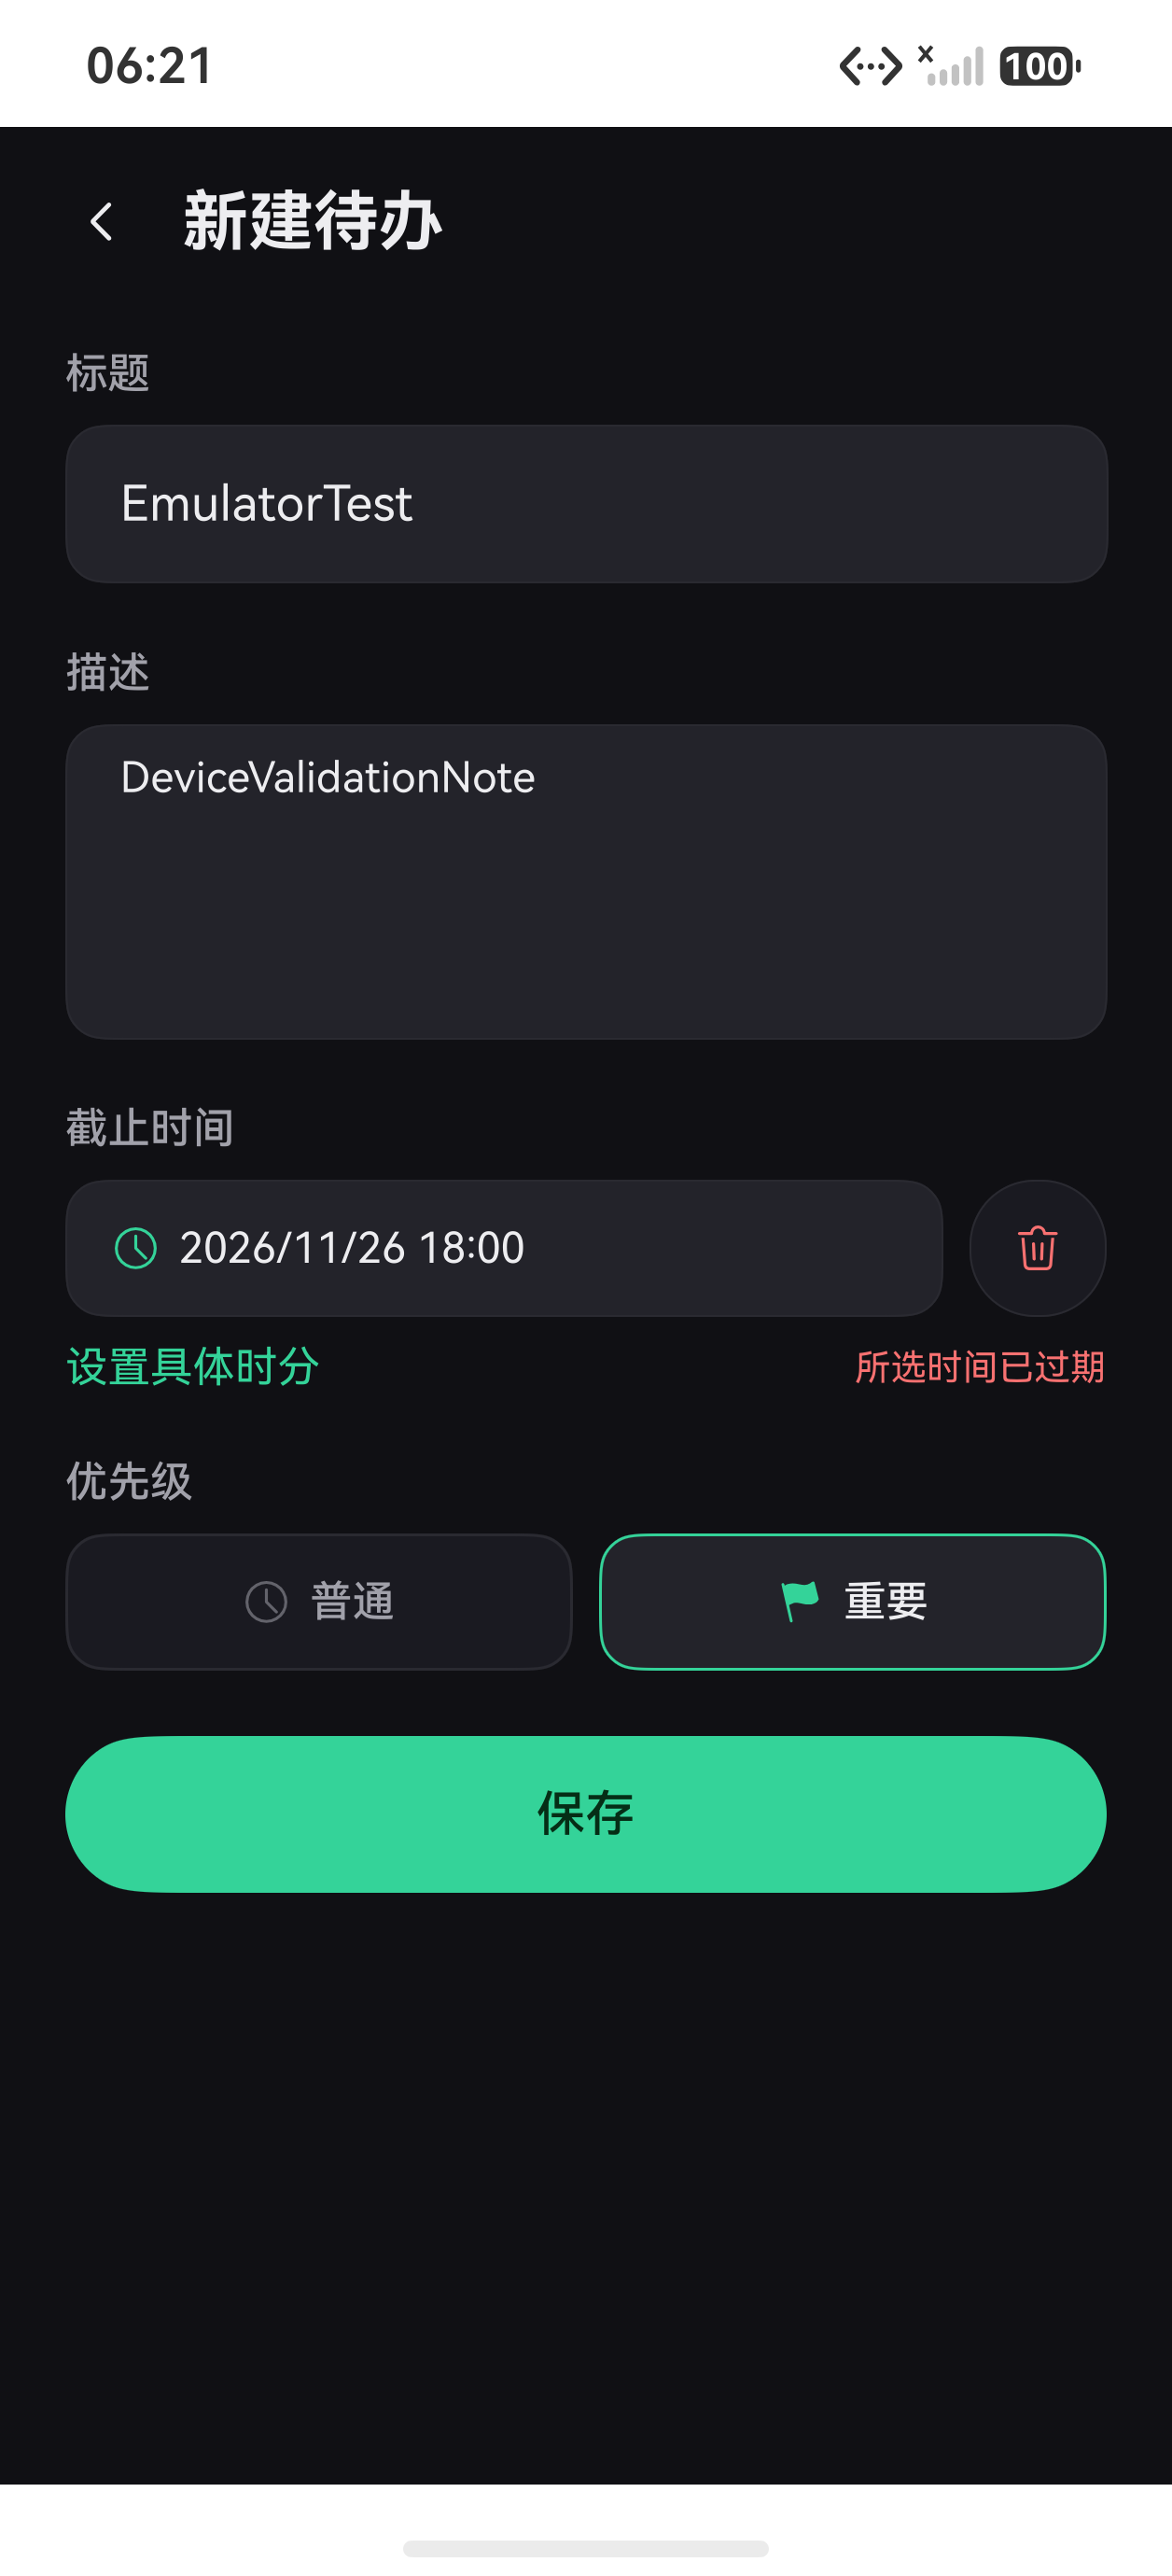 06:21
100
新建待办
标题
EmulatorTest
描述
DeviceValidationNote
截止时间
2026/11/26 18:00
设置具体时分
所选时间已过期
优先级
普通
重要
保存